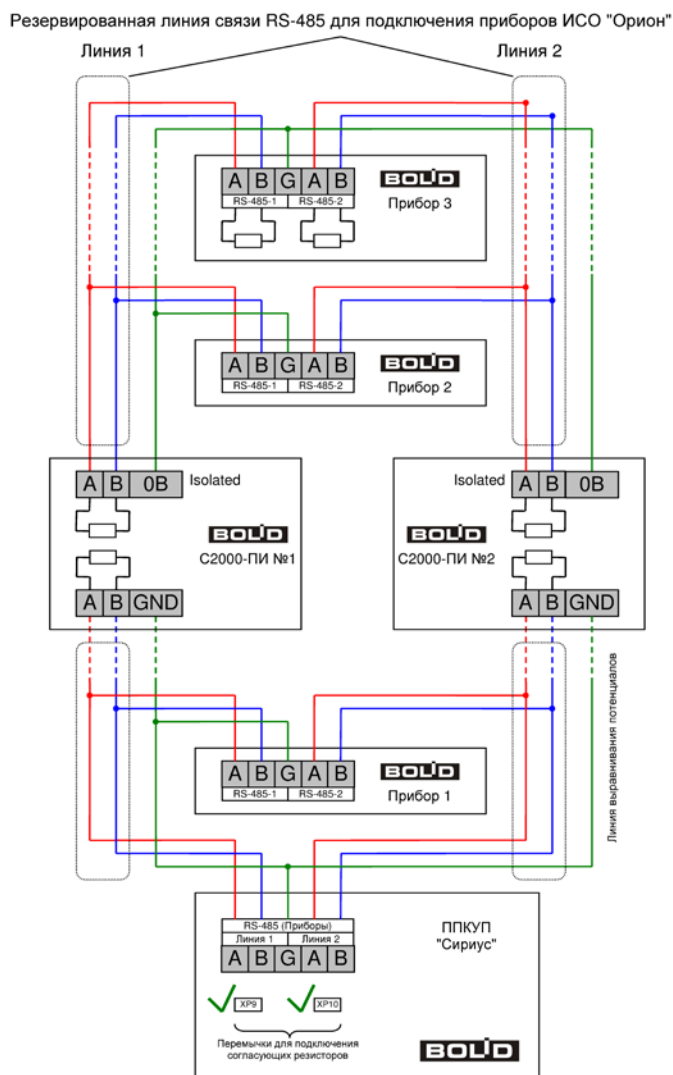 Резервированная линия связи RS-485 для подключения приборов ИСО "Орион"
Линия 1
Линия 2
A B G A B
RS-485-1 RS-485-2
BOLID
Прибор 3
A B G A B
RS-485-1 RS-485-2
BOLID
Прибор 2
A B 0В
Isolated
BOLID
С2000-ПИ №1
A B GND
Isolated
A B 0В
BOLID
С2000-ПИ №2
A B GND
Линия выравнивания потенциалов
A B G A B
RS-485-1 RS-485-2
BOLID
Прибор 1
RS-485 (Приборы)
Линия 1 Линия 2
A B G A B
ППКУП
"Сириус"
XP9 XP10
Перемычки для подключения
согласующих резисторов
BOLID